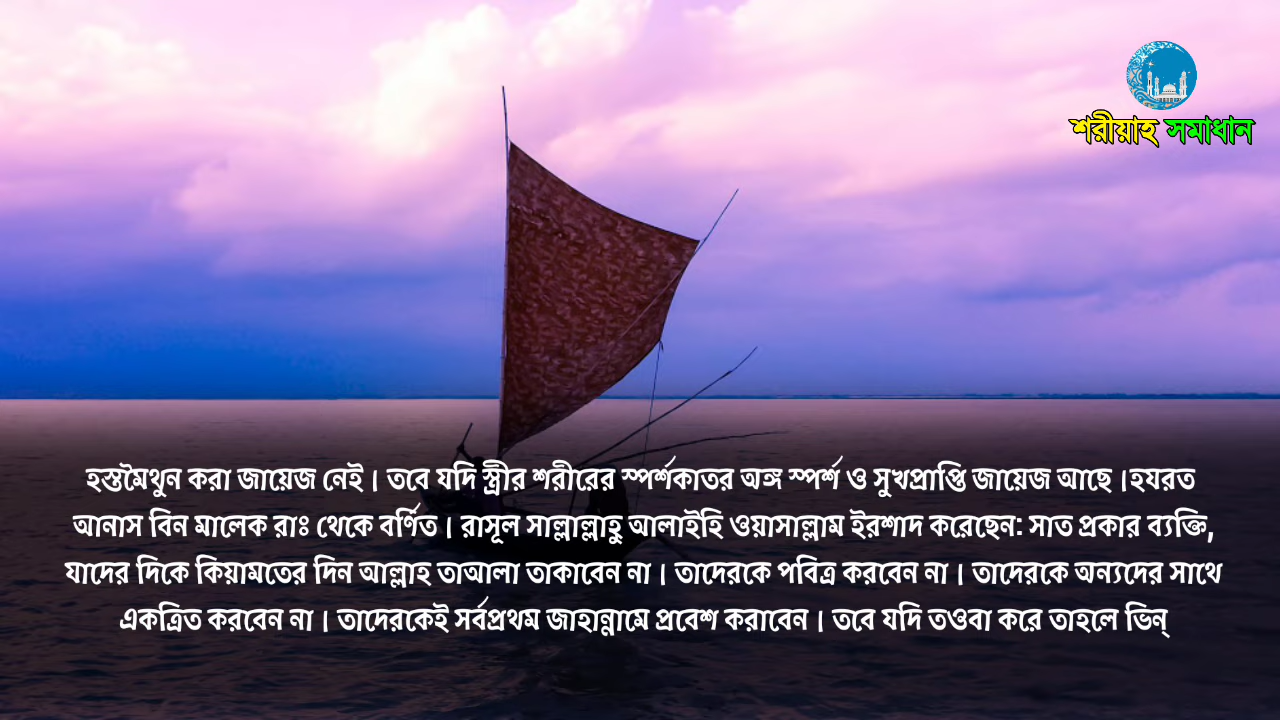 শরীয়াহ সমাধান
হস্তমৈথুন করা জায়েজ নেই। তবে যদি স্ত্রীর শরীরের স্পর্শকাতর অঙ্গ স্পর্শ ও সুখপ্রাপ্তি জায়েজ আছে।হযরত
আনাস বিন মালেক রাঃ থেকে বর্ণিত। রাসূল সাল্লাল্লাহু আলাইহি ওয়াসাল্লাম ইরশাদ করেছেন: সাত প্রকার ব্যক্তি,
যাদের দিকে কিয়ামতের দিন আল্লাহ তাআলা তাকাবেন না। তাদেরকে পবিত্র করবেন না। তাদেরকে অন্যদের সাথে
একত্রিত করবেন না। তাদেরকেই সর্বপ্রথম জাহান্নামে প্রবেশ করাবেন। তবে যদি তওবা করে তাহলে ভিন্